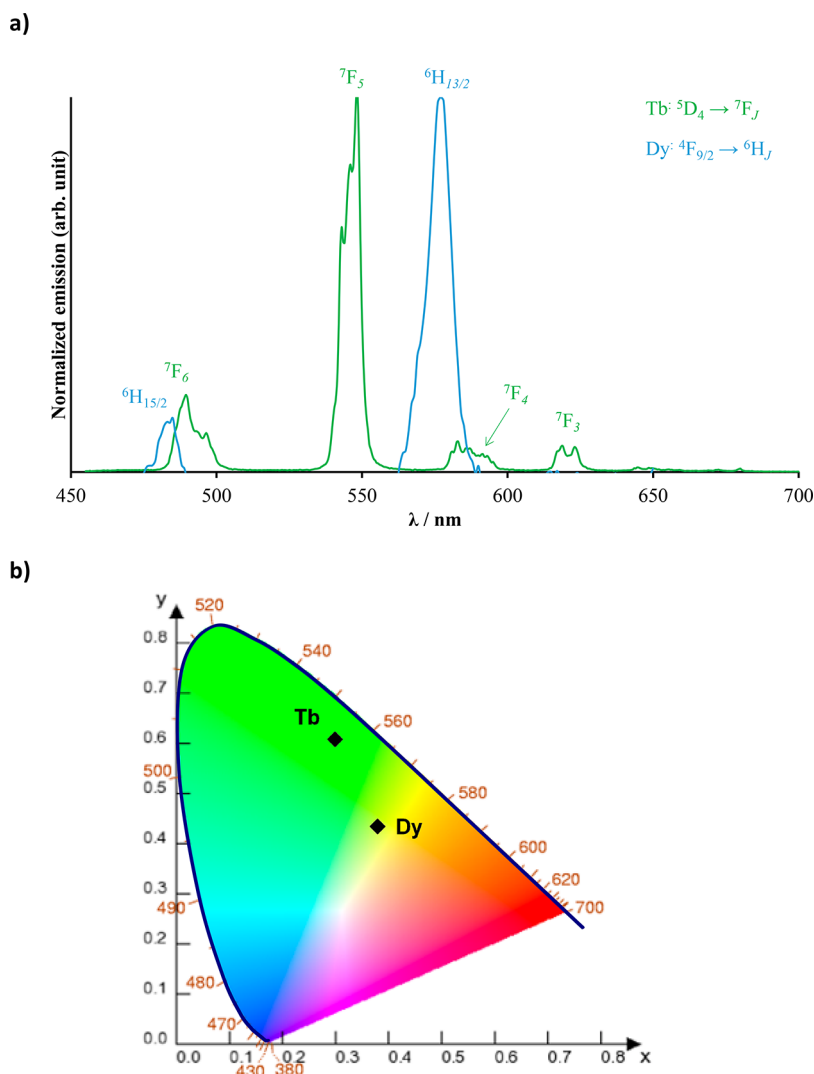 a)
⁷F₅
⁶H₁₃/₂
Tb: ⁵D₄ → ⁷F_J
Dy: ⁴F₉/₂ → ⁶H_J
Normalized emission (arb. unit)
⁷F₆
⁶H₁₅/₂
⁷F₄
⁷F₃
450 500 550 600 650 700
λ / nm
b)
y
520
0.8
540
0.7
Tb
560
0.6
500
0.5
580
Dy
0.4
600
0.3
620
490
700
0.2
480
0.1
470
0.0
0.0 0.1 0.2 0.3 0.4 0.5 0.6 0.7 0.8 x
430 380